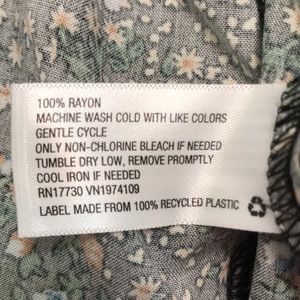 100% RAYON
MACHINE WASH COLD WITH LIKE COLORS
GENTLE CYCLE
ONLY NON-CHLORINE BLEACH IF NEEDED
TUMBLE DRY LOW, REMOVE PROMPTLY
COOL IRON IF NEEDED
RN17730 VN1974109
LABEL MADE FROM 100% RECYCLED PLASTIC